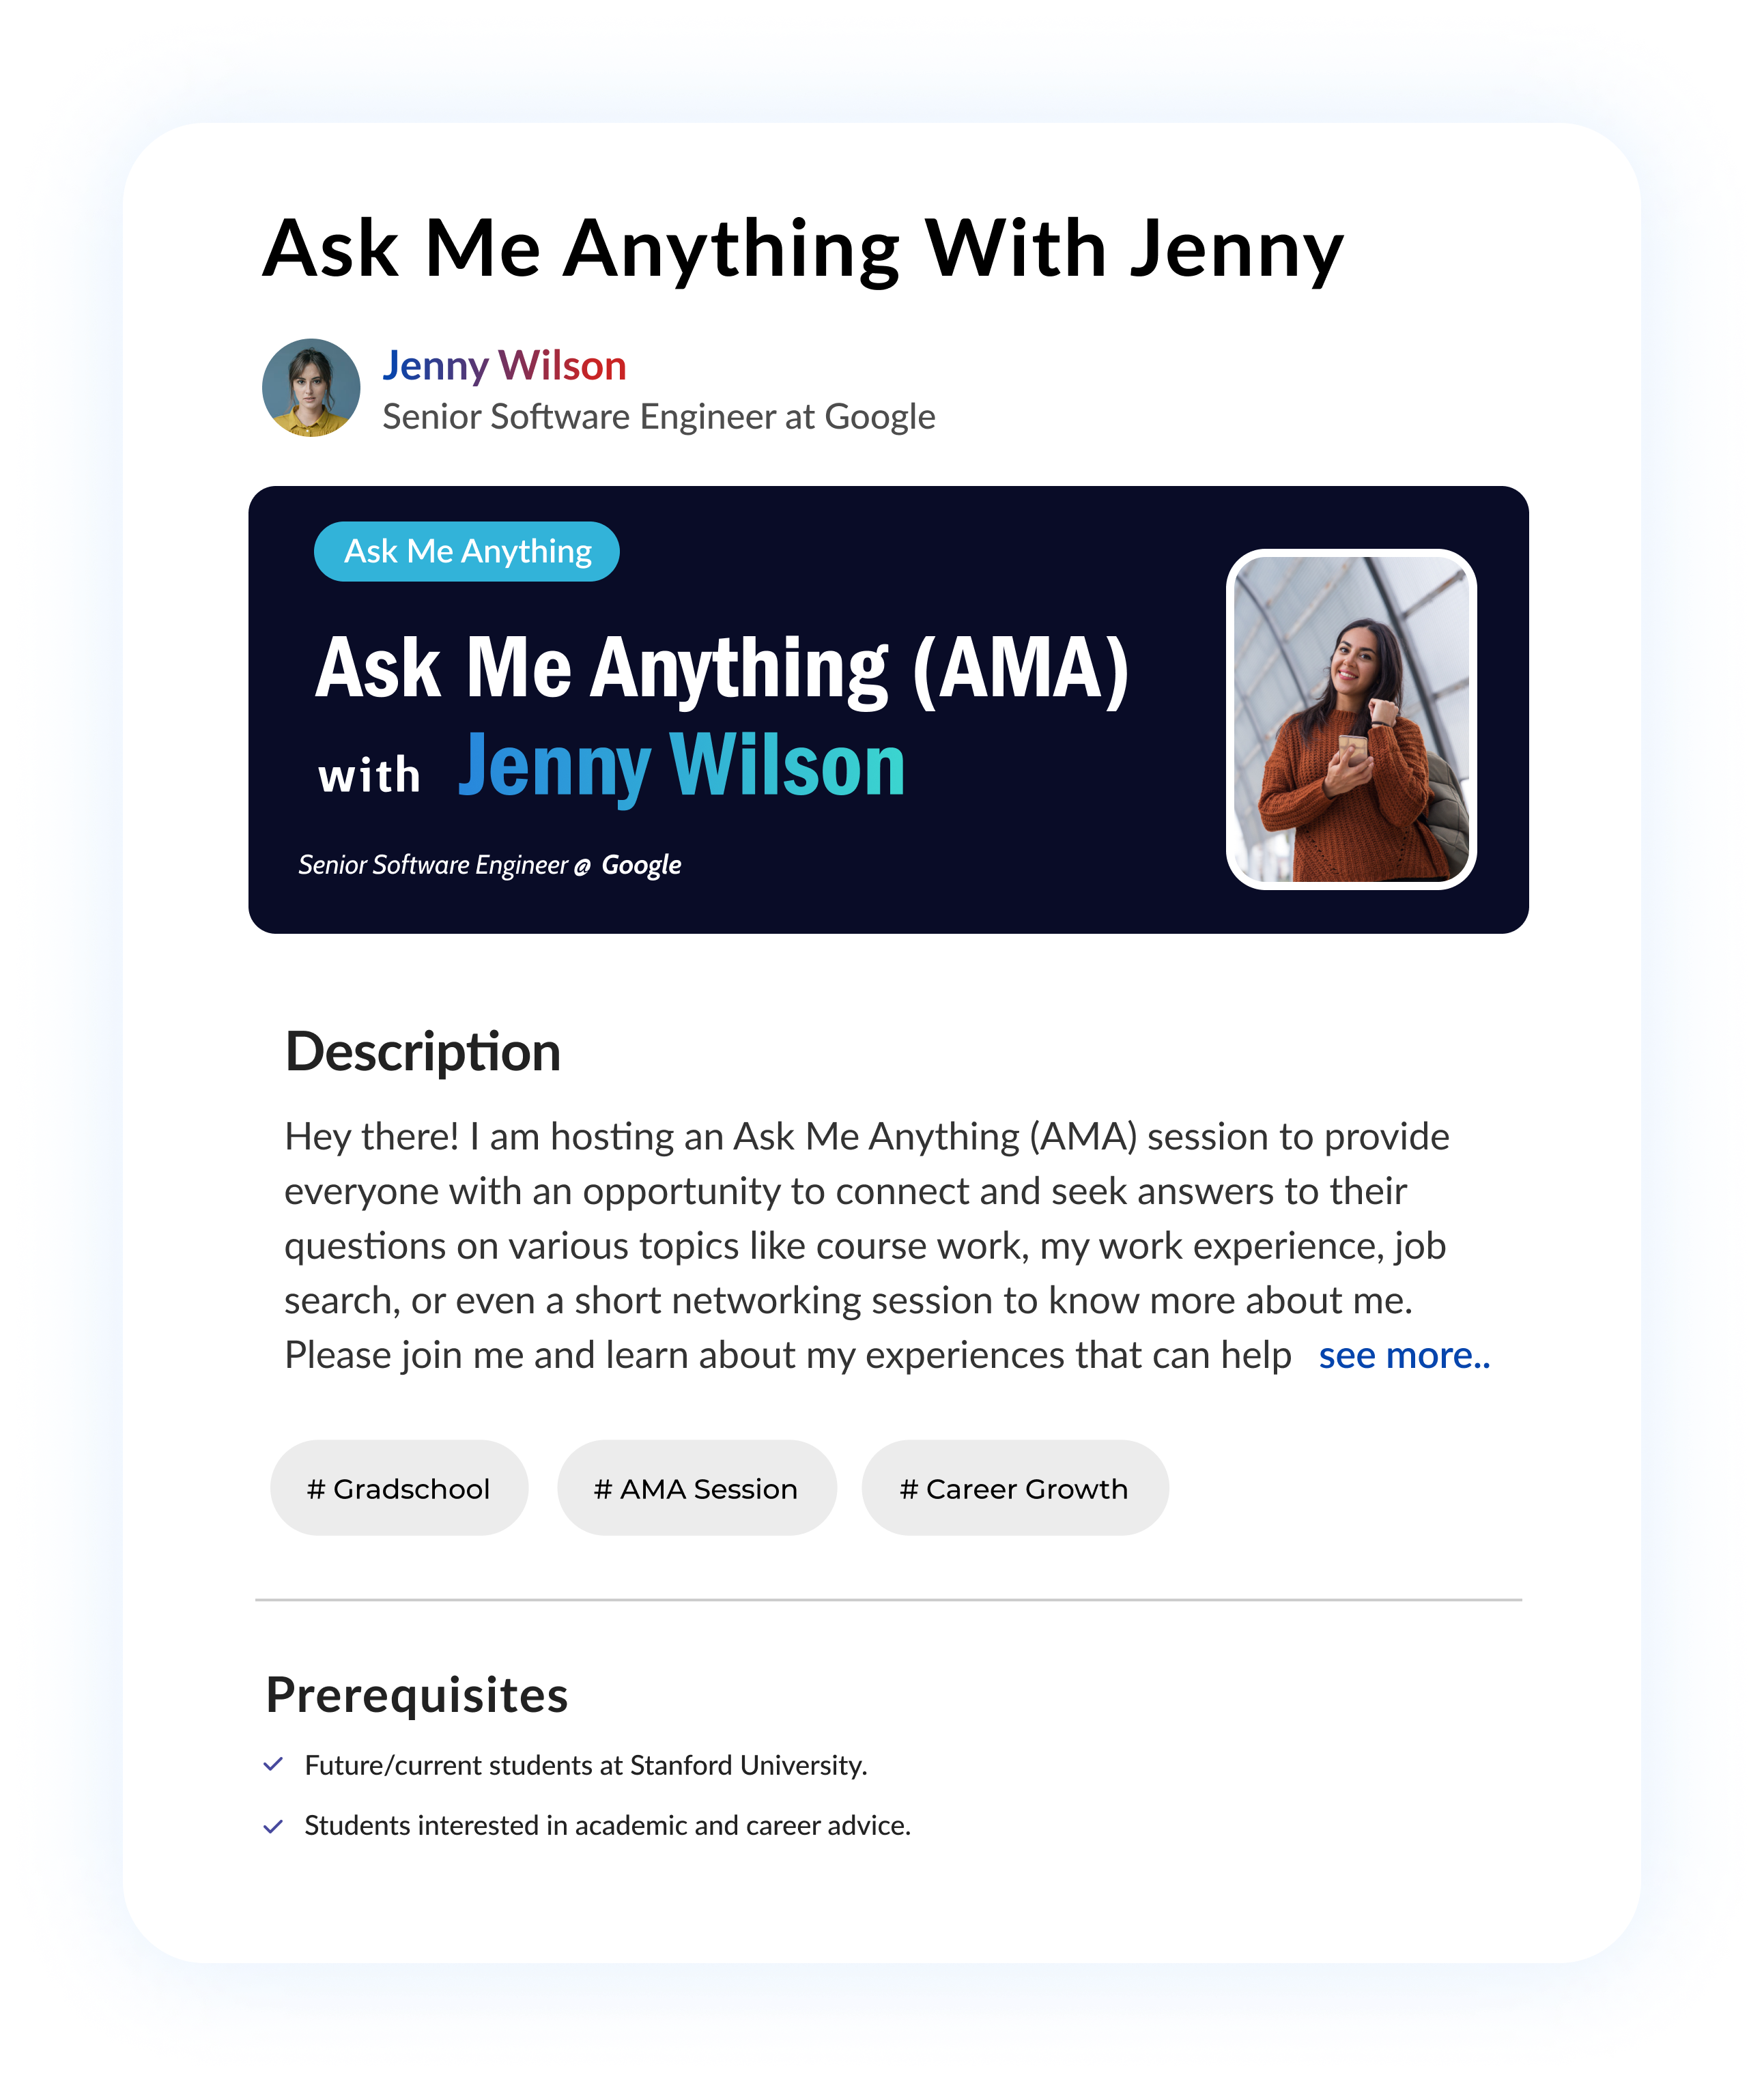 Ask Me Anything With Jenny
Jenny Wilson
Senior Software Engineer at Google
Ask Me Anything
Ask Me Anything (AMA)
with Jenny Wilson
Senior Software Engineer @ Google
Description
Hey there! I am hosting an Ask Me Anything (AMA) session to provide
everyone with an opportunity to connect and seek answers to their
questions on various topics like course work, my work experience, job
search, or even a short networking session to know more about me.
Please join me and learn about my experiences that can help see more..
# Gradschool # AMA Session # Career Growth
Prerequisites
Future/current students at Stanford University.
Students interested in academic and career advice.